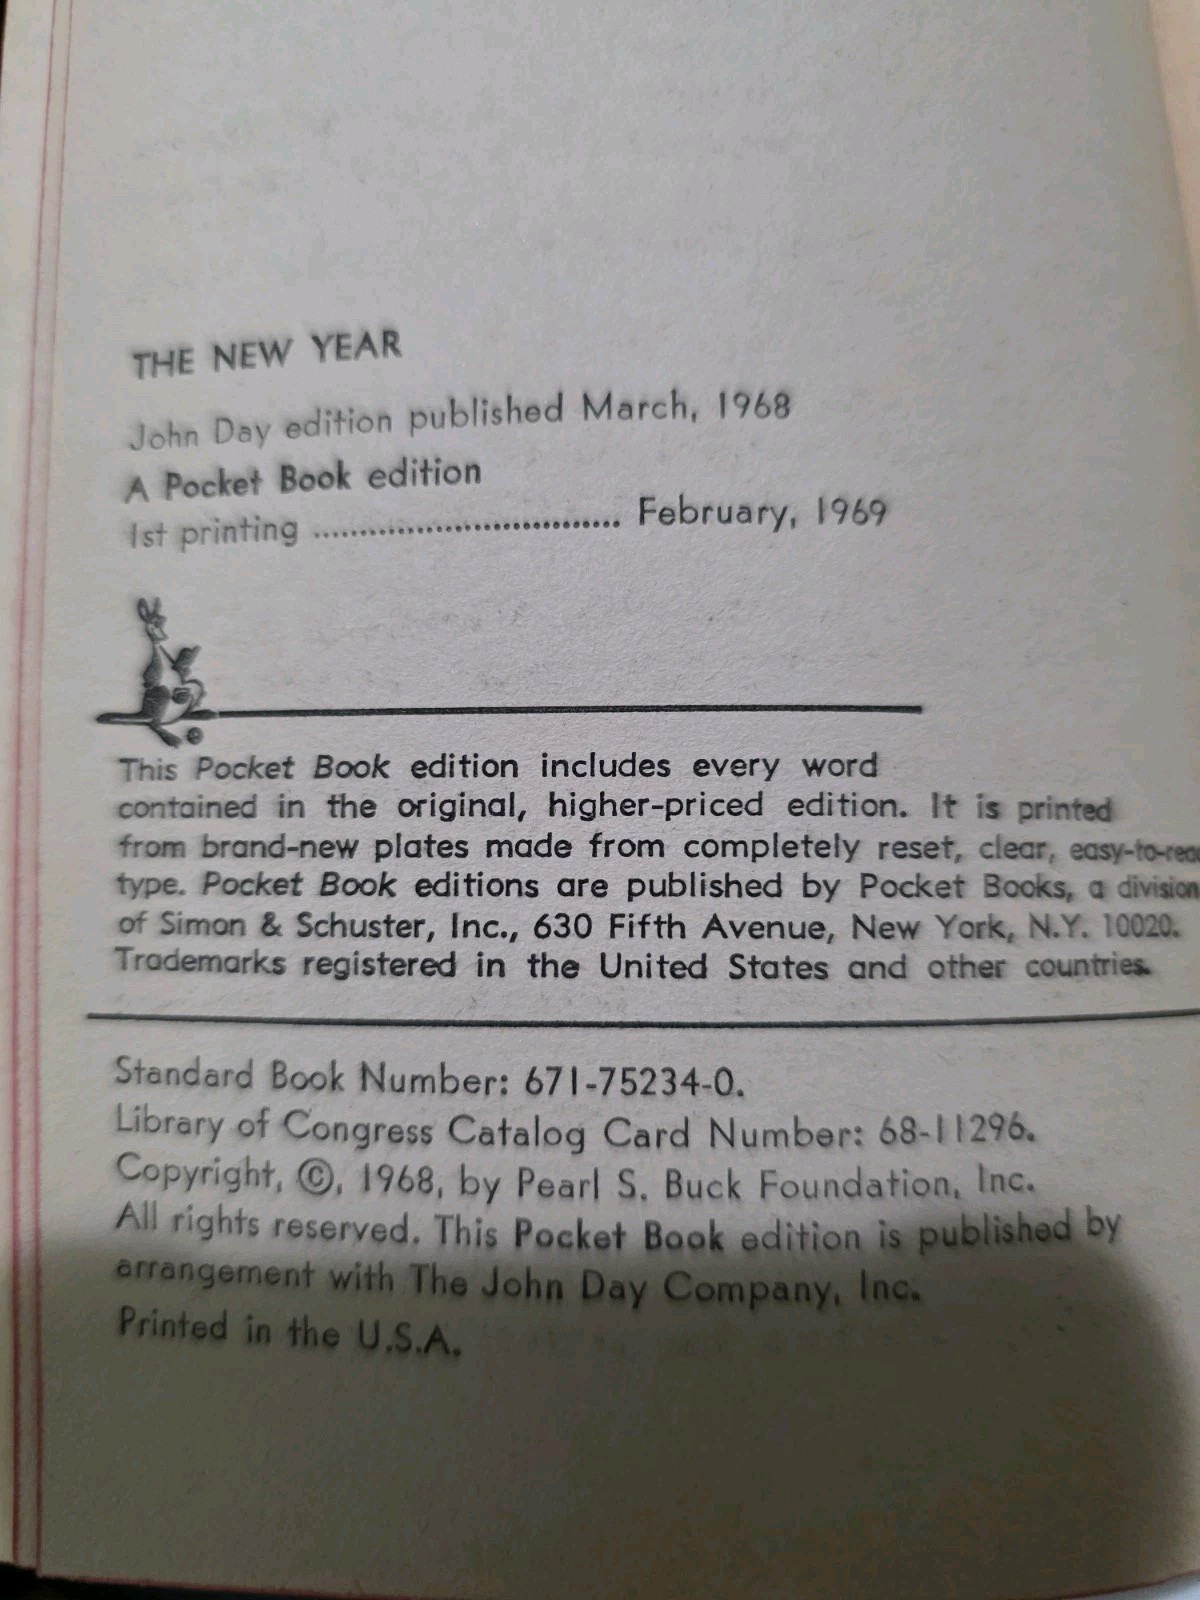 THE NEW YEAR
John Day edition published March, 1968
A Pocket Book edition
1st printing .................................. February, 1969
This Pocket Book edition includes every word
contained in the original, higher-priced edition. It is printed
from brand-new plates made from completely reset, clear, easy-to-read
type. Pocket Book editions are published by Pocket Books, a division
of Simon & Schuster, Inc., 630 Fifth Avenue, New York, N.Y. 10020.
Trademarks registered in the United States and other countries.
Standard Book Number: 671-75234-0.
Library of Congress Catalog Card Number: 68-11296.
Copyright, ©, 1968, by Pearl S. Buck Foundation, Inc.
All rights reserved. This Pocket Book edition is published by
arrangement with The John Day Company, Inc.
Printed in the U.S.A.